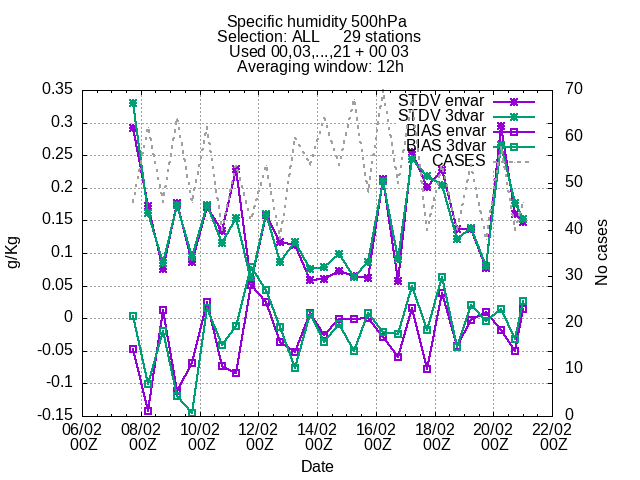 Specific humidity 500hPa
Selection: ALL 29 stations
Used 00,03,...,21 + 00 03
Averaging window: 12h
0.35
0.3
0.25
0.2
0.15
0.1
0.05
0
-0.05
-0.1
-0.15
g/Kg
70
60
50
40
30
20
10
0
No cases
STDV envar
STDV 3dvar
BIAS envar
BIAS 3dvar
CASES
06/02 08/02 10/02 12/02 14/02 16/02 18/02 20/02 22/02
00Z 00Z 00Z 00Z 00Z 00Z 00Z 00Z 00Z
Date